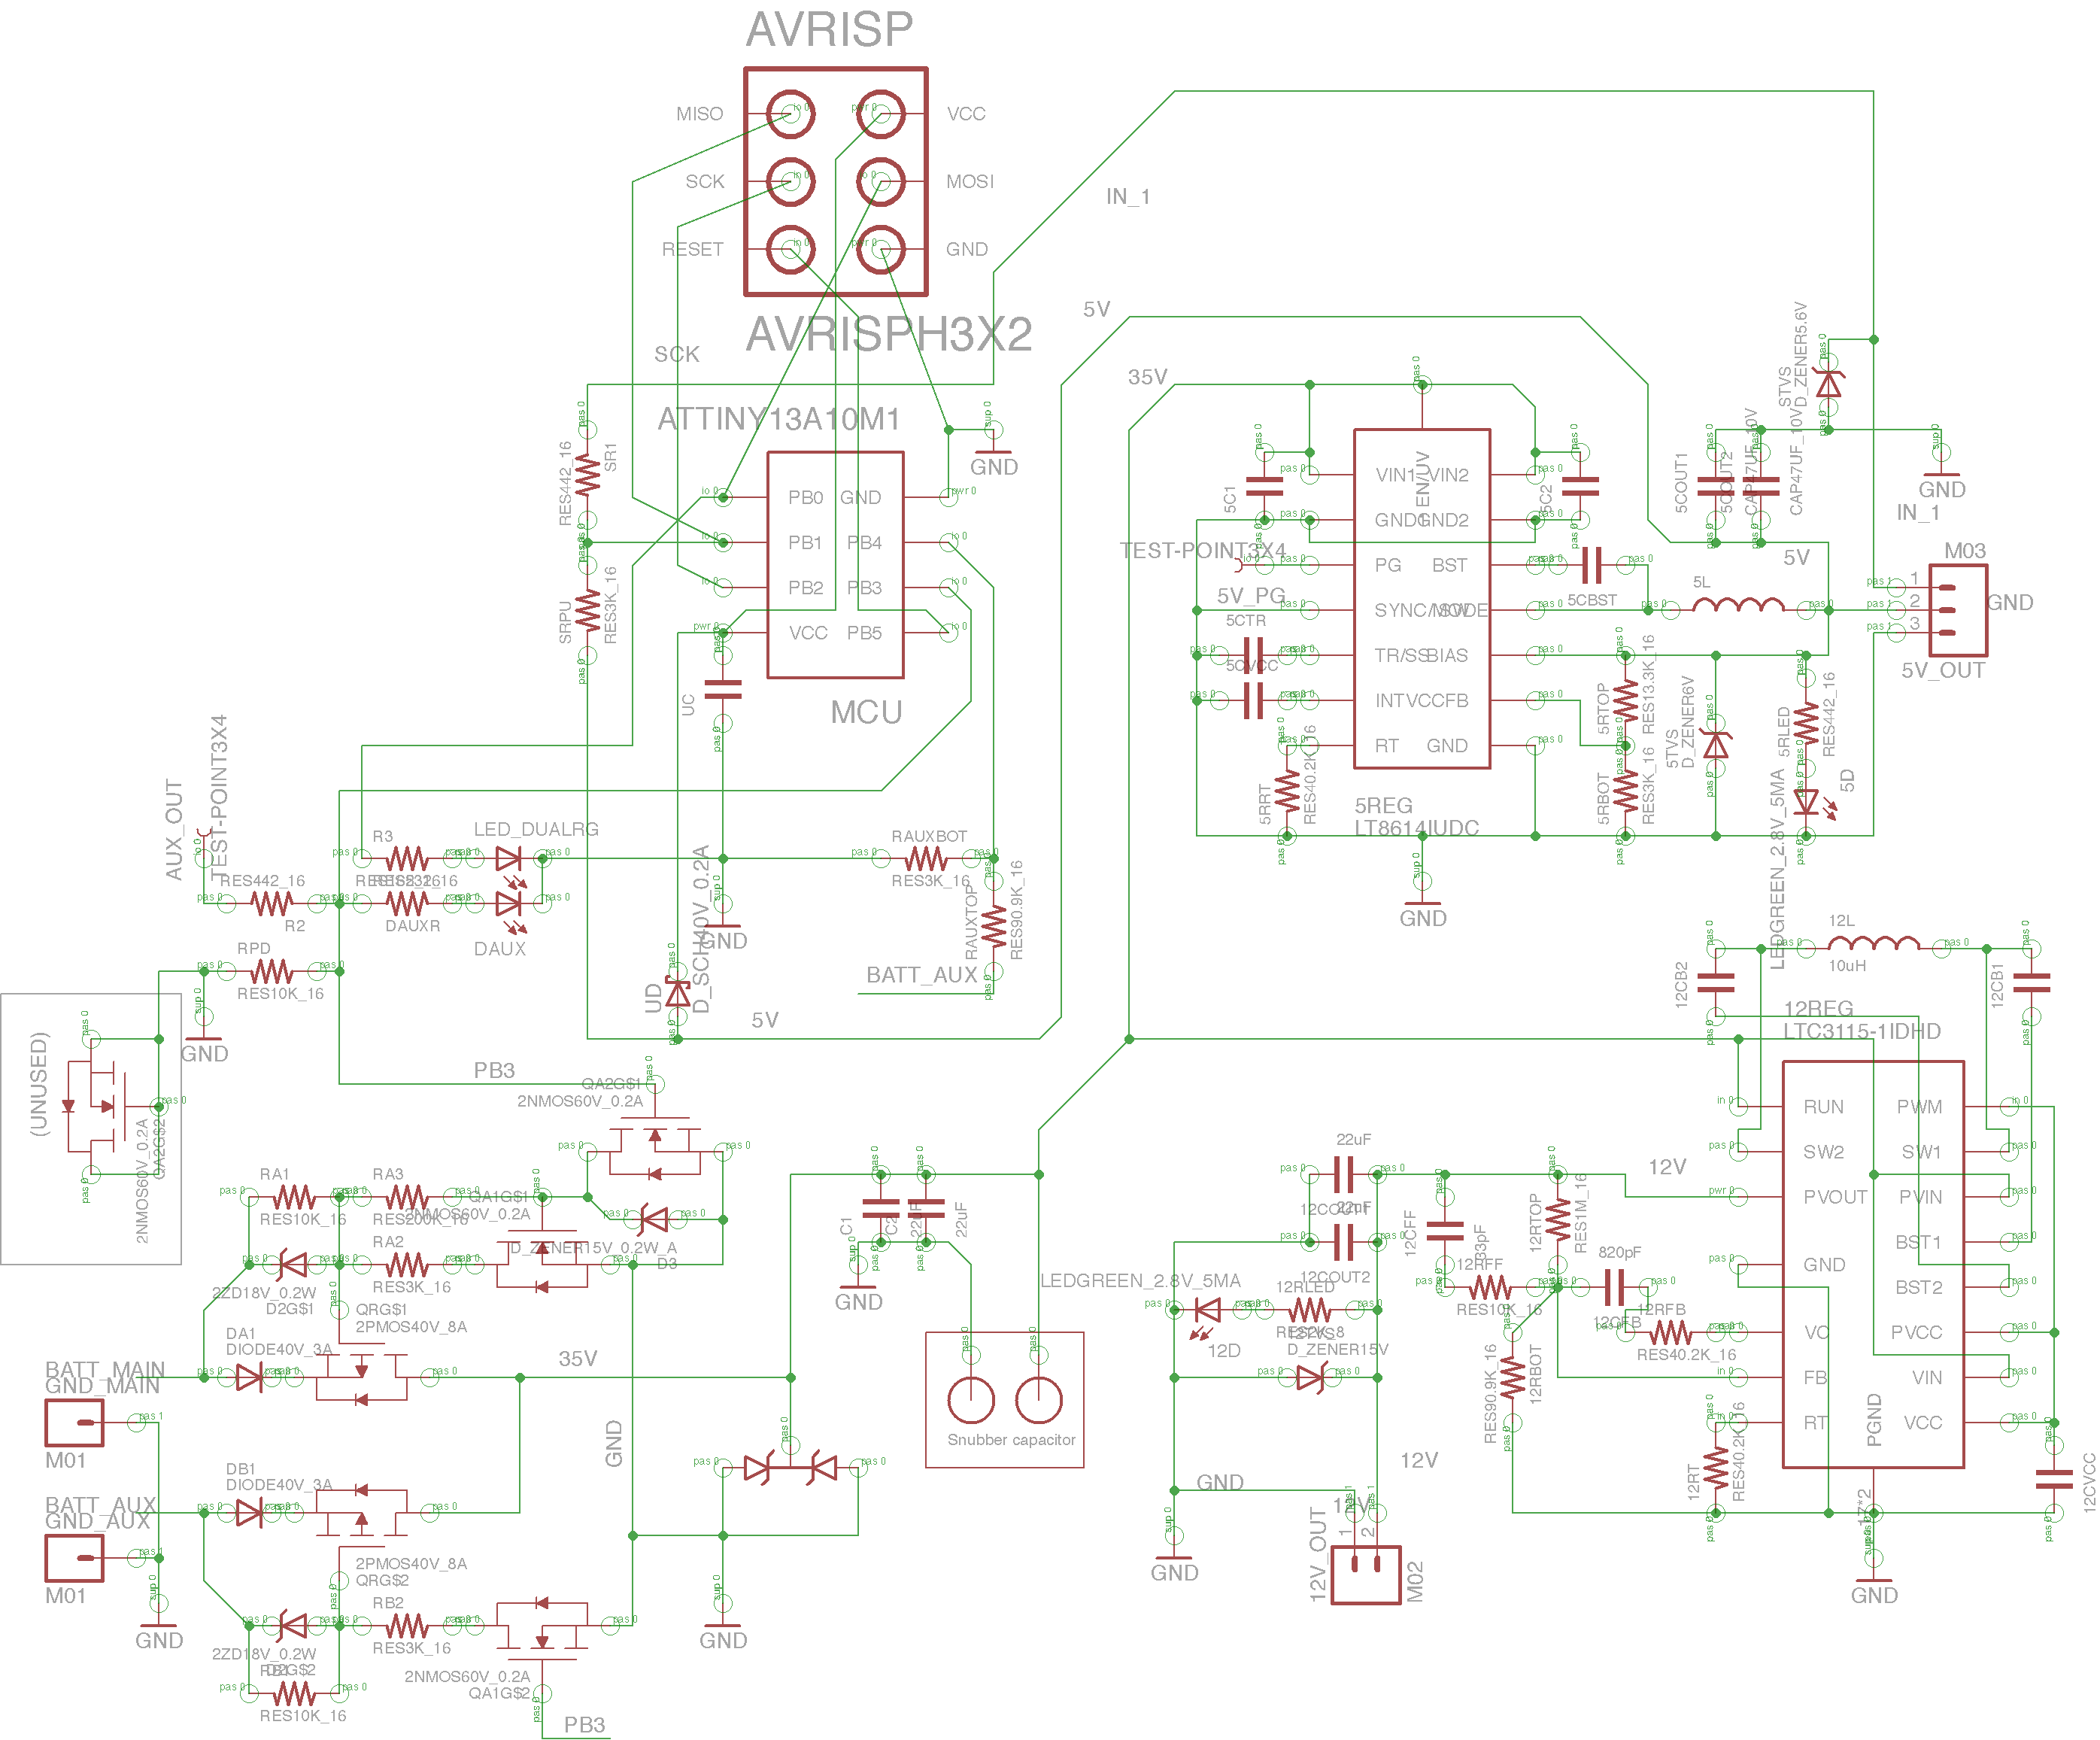 AVRISP
MISO
VCC
SCK
MOSI
RESET
GND
AVRISPH3X2
IN_1
5V
SCK
35V
ATTINY13A10M1
RES442_16
SR1
PB0
GND
PB1
PB4
PB2
PB3
VCC
PB5
MCU
GND
SRPU
RES3K_16
UC
STVS
D_ZENER5.6V
5COUT1
5COUT2
CAP47UF_10V
CAP47UF_10V
GND
IN_1
M03
1
2
3
GND
5V_OUT
5V
5L
5C1
5C2
VIN1
VIN2
EN/UV
GND2
PG
BST
TEST-POINT3X4
5V_PG
5CBST
5CTR
TR/SS
BIAS
5CVCC
INTVCC
FB
RT
GND
5RRT
RES40.2K_16
5REG
LT8614IUDC
5RTOP
RES13.3K_16
5RBOT
RES3K_16
5TVS
D_ZENER6V
5RLED
RES442_16
5D
LEDGREEN_2.8V_5MA
GND
AUX_OUT
TEST-POINT3X4
R3
LED_DUALRG
RES442_16
R2
DAUXR
DAUX
RPD
RES10K_16
GND
RAUXBOT
RES3K_16
RAUXTOP
RES90.9K_16
BATT_AUX
GND
UD
D_SCH40V_0.2A
5V
(UNUSED)
2NMOS60V_0.2A
QA2G$2
PB3
QA2G$1
2NMOS60V_0.2A
RA1
RES10K_16
RA3
RES200K_16
QA1G$1
2NMOS60V_0.2A
D_ZENER15V_0.2W_A
D3
RA2
RES3K_16
2ZD18V_0.2W
D2G$1
QRG$1
2PMOS40V_8A
DA1
DIODE40V_3A
BATT_MAIN
GND_MAIN
M01
35V
DB1
DIODE40V_3A
BATT_AUX
GND_AUX
M01
GND
2PMOS40V_8A
QRG$2
RB2
RES3K_16
2ZD18V_0.2W
D2G$2
RES10K_16
2NMOS60V_0.2A
QA1G$2
PB3
GND
GND
C1
C2
22uF
22uF
GND
Snubber capacitor
22uF
22uF
12COUT2
LEDGREEN_2.8V_5MA
12D
12RLED
D_ZENER15V
GND
12V
GND
12V_OUT
1
2
M02
12V
12CFF
33pF
12RTOP
RES1M_16
12RFF
RES10K_16
820pF
12CFB
12RFB
RES40.2K_16
RES90.9K_16
12RBOT
12RT
RES40.2K_16
12CB2
12L
10uH
12CB1
12REG
LTC3115-1IDHD
RUN
PWM
SW2
SW1
PVOUT
PVIN
BST1
GND
BST2
VC
PVCC
FB
VIN
RT
VCC
PGND
17*2
12CVCC
GND